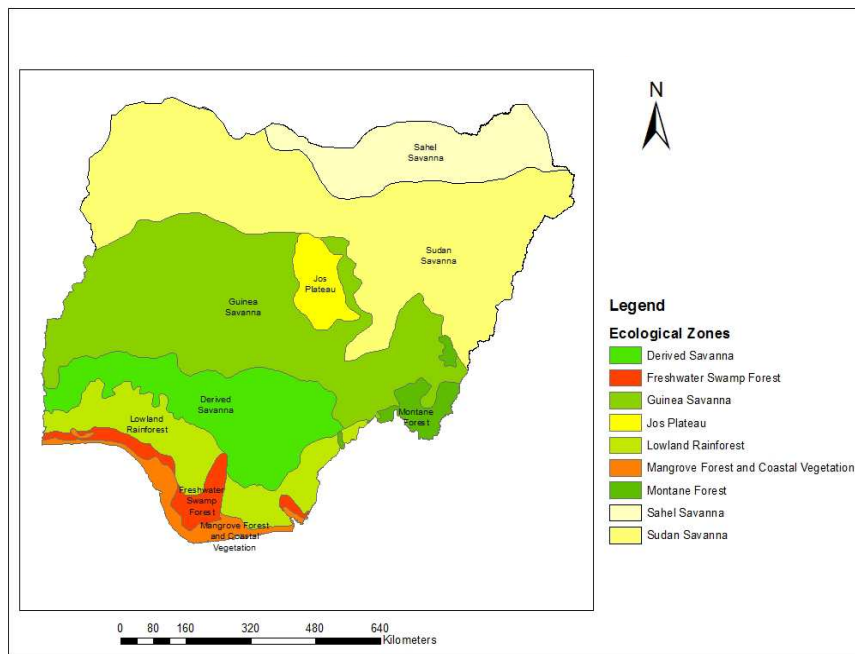 N
Sahel
Savanna
Sudan
Savanna
Jos
Plateau
Guinea
Savanna
Derived
Savanna
Lowland
Rainforest
Montane
Forest
Freshwater
Swamp
Forest
Mangrove Forest
and Coastal
Vegetation
Legend
Ecological Zones
Derived Savanna
Freshwater Swamp Forest
Guinea Savanna
Jos Plateau
Lowland Rainforest
Mangrove Forest and Coastal Vegetation
Montane Forest
Sahel Savanna
Sudan Savanna
0 80 160 320 480 640
Kilometers